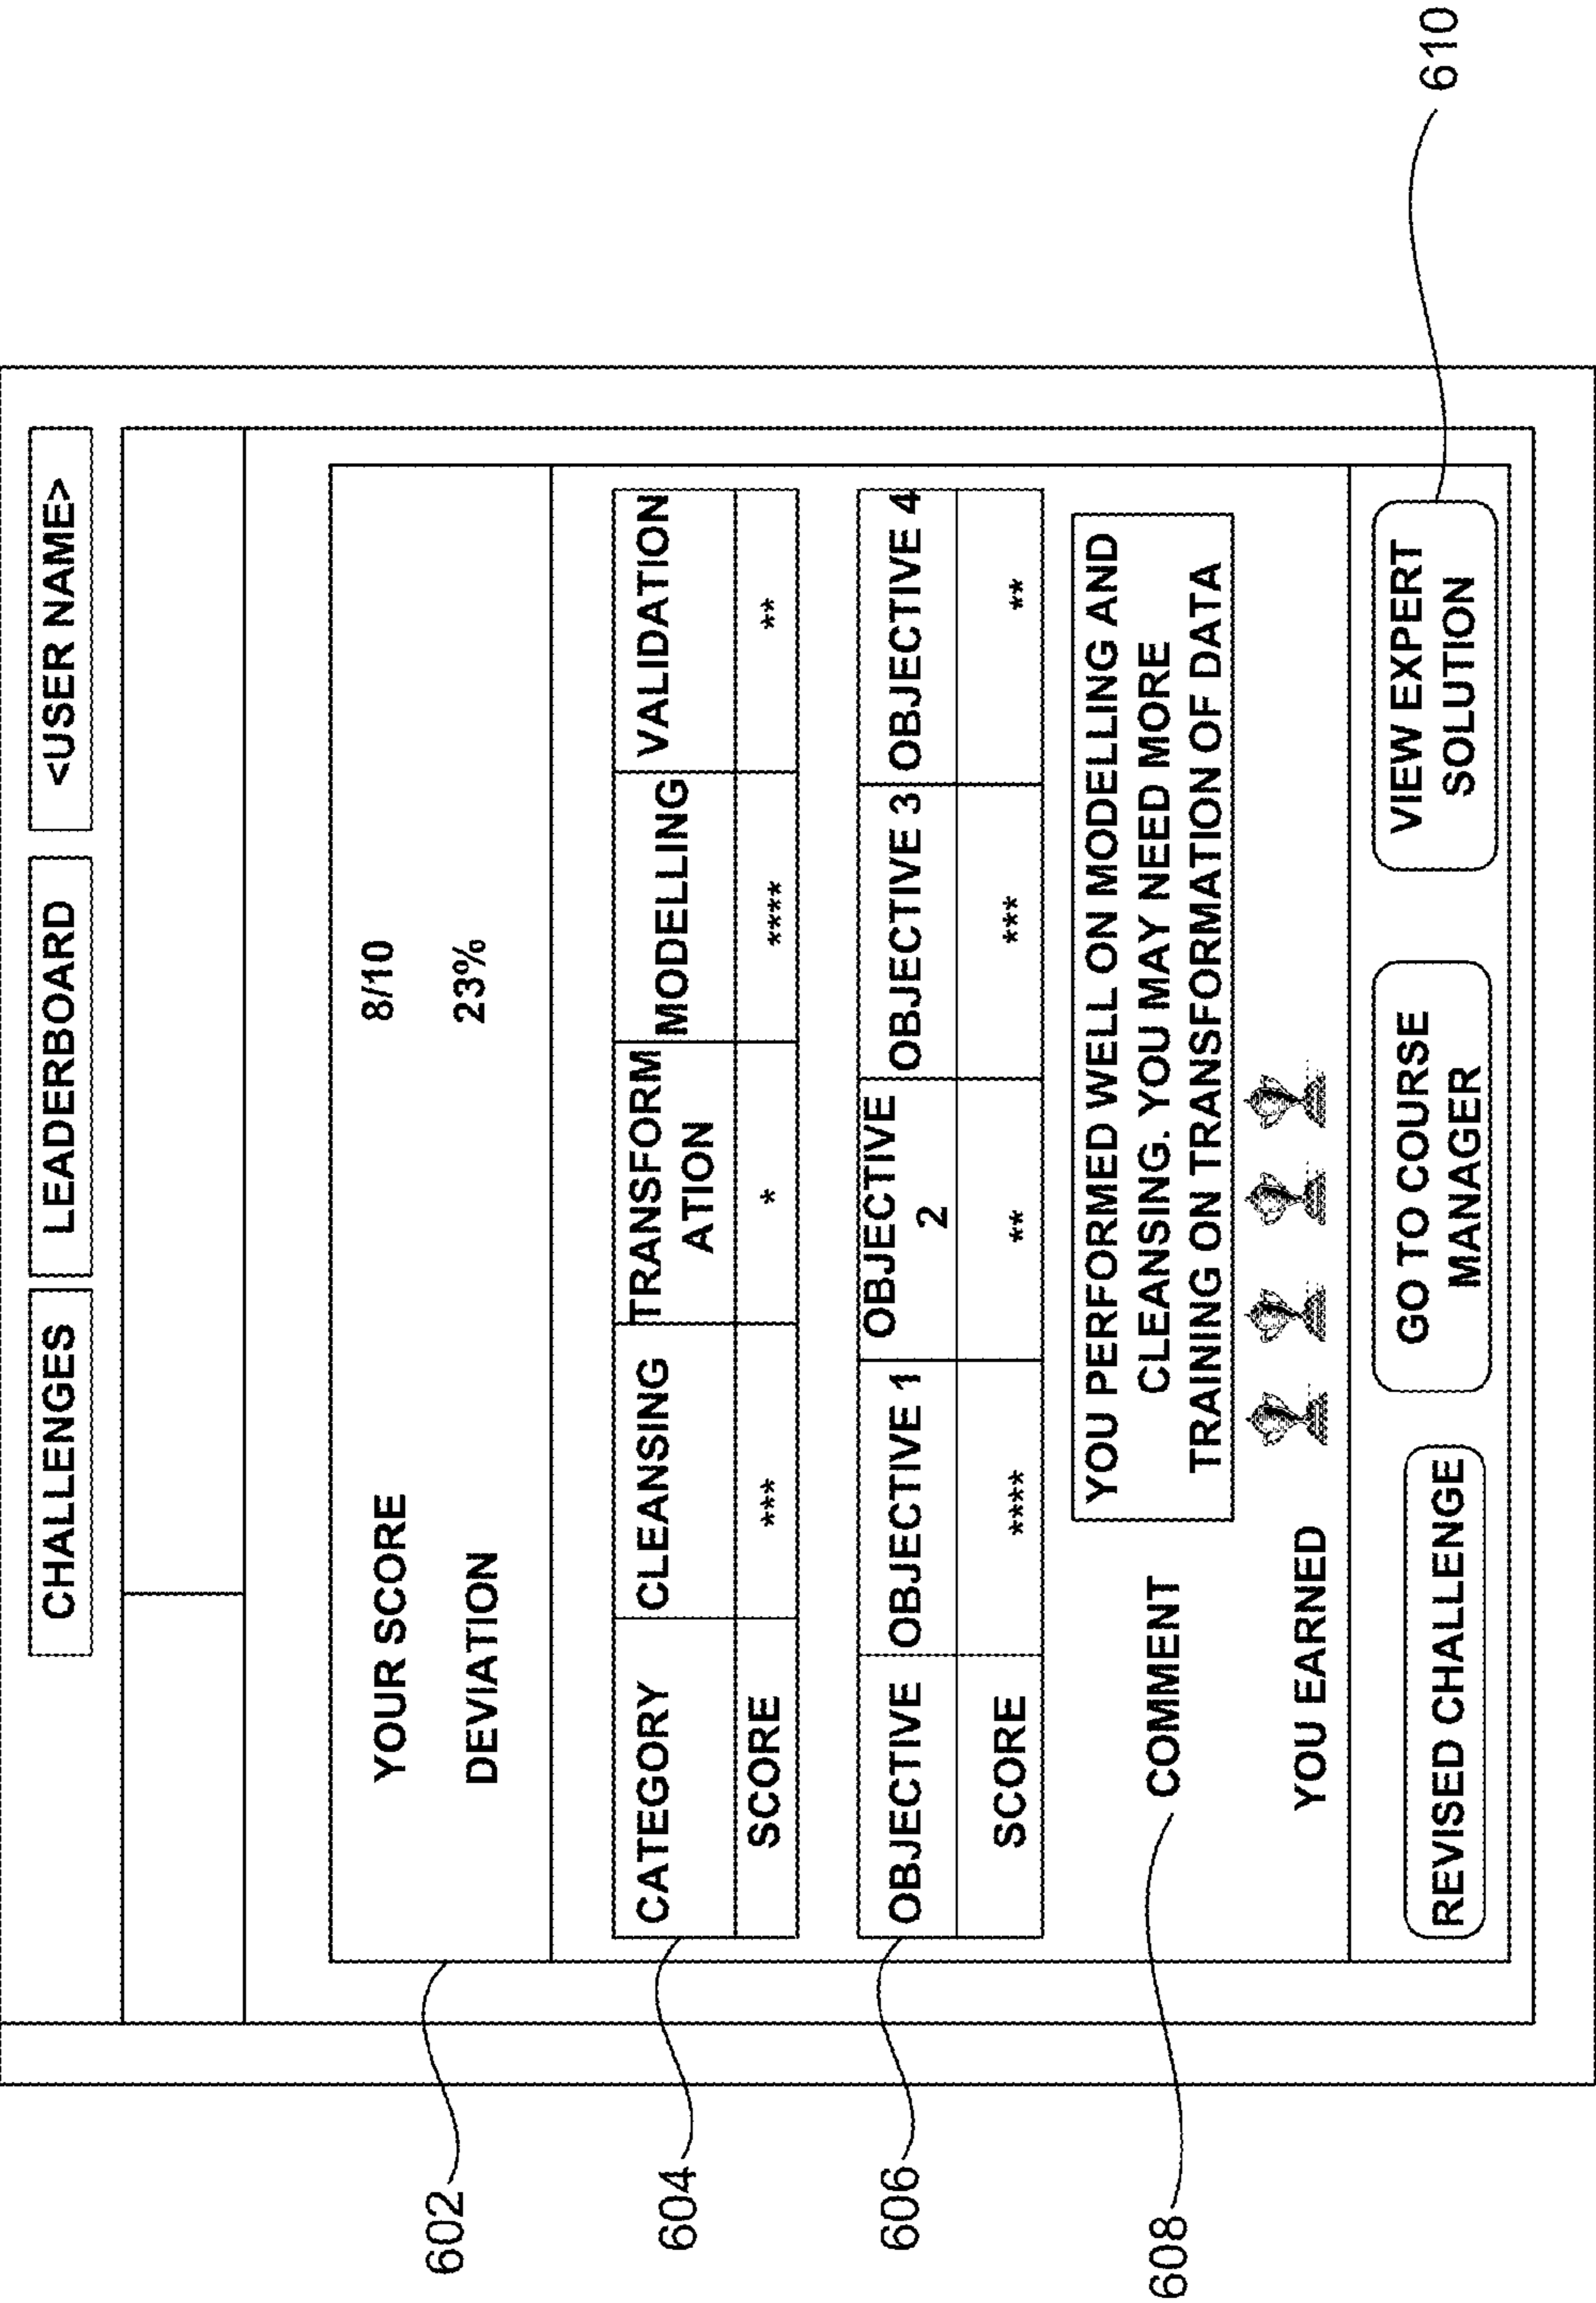 CHALLENGES LEADERBOARD <USER NAME>
602
YOUR SCORE 8/10
DEVIATION 23%
604
CATEGORY CLEANSING TRANSFORM
ATION MODELLING VALIDATION
SCORE *** * **** **
606
OBJECTIVE OBJECTIVE 1 OBJECTIVE
2 OBJECTIVE 3 OBJECTIVE 4
SCORE **** ** *** **
608
COMMENT
YOU PERFORMED WELL ON MODELLING AND
CLEANSING. YOU MAY NEED MORE
TRAINING ON TRANSFORMATION OF DATA
YOU EARNED
REVISED CHALLENGE
GO TO COURSE
MANAGER
VIEW EXPERT
SOLUTION
610